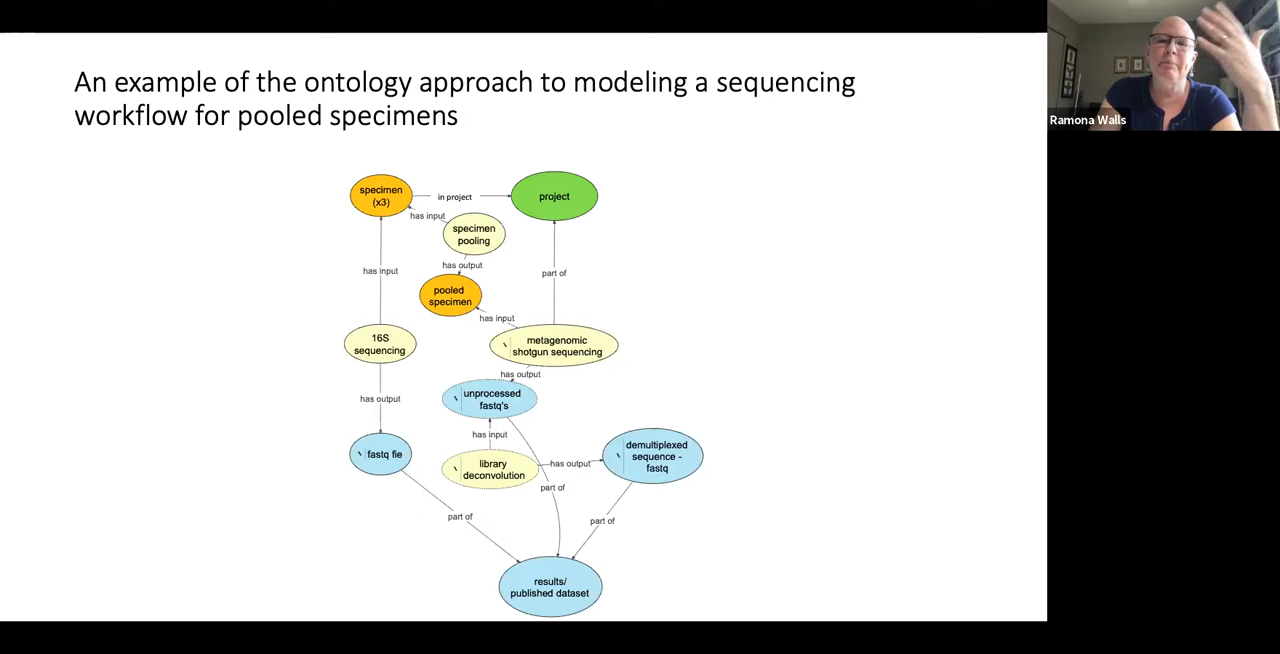 An example of the ontology approach to modeling a sequencing
workflow for pooled specimens
Ramona Walls
specimen
(x3)
in project
project
has input
specimen
pooling
has output
has input
part of
pooled
specimen
has input
16S
sequencing
metagenomic
shotgun sequencing
has output
has output
unprocessed
fastq's
has input
fastq fie
library
deconvolution
has output
demultiplexed
sequence -
fastq
part of
part of
part of
results/
published dataset